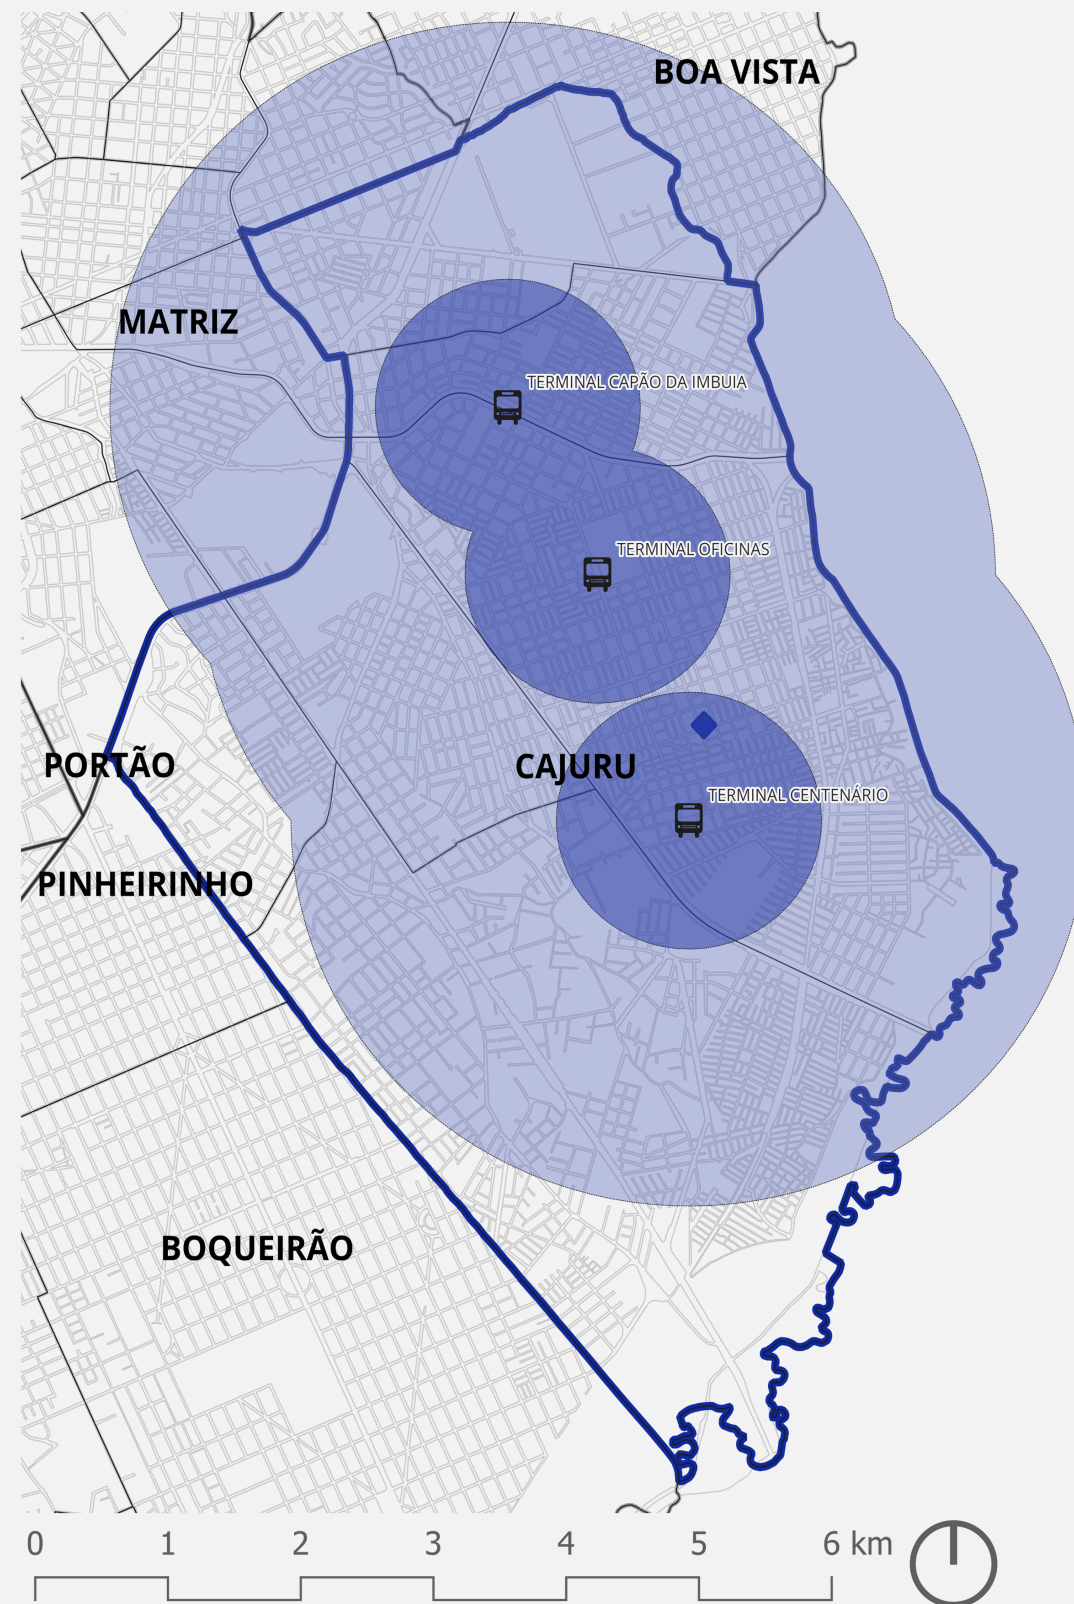 BOA VISTA
MATRIZ
TERMINAL CAPÃO DA IMBUIA
TERMINAL OFICINAS
PORTÃO
CAJURU
TERMINAL CENTENÁRIO
PINHEIRINHO
BOQUEIRÃO
0 1 2 3 4 5 6 km